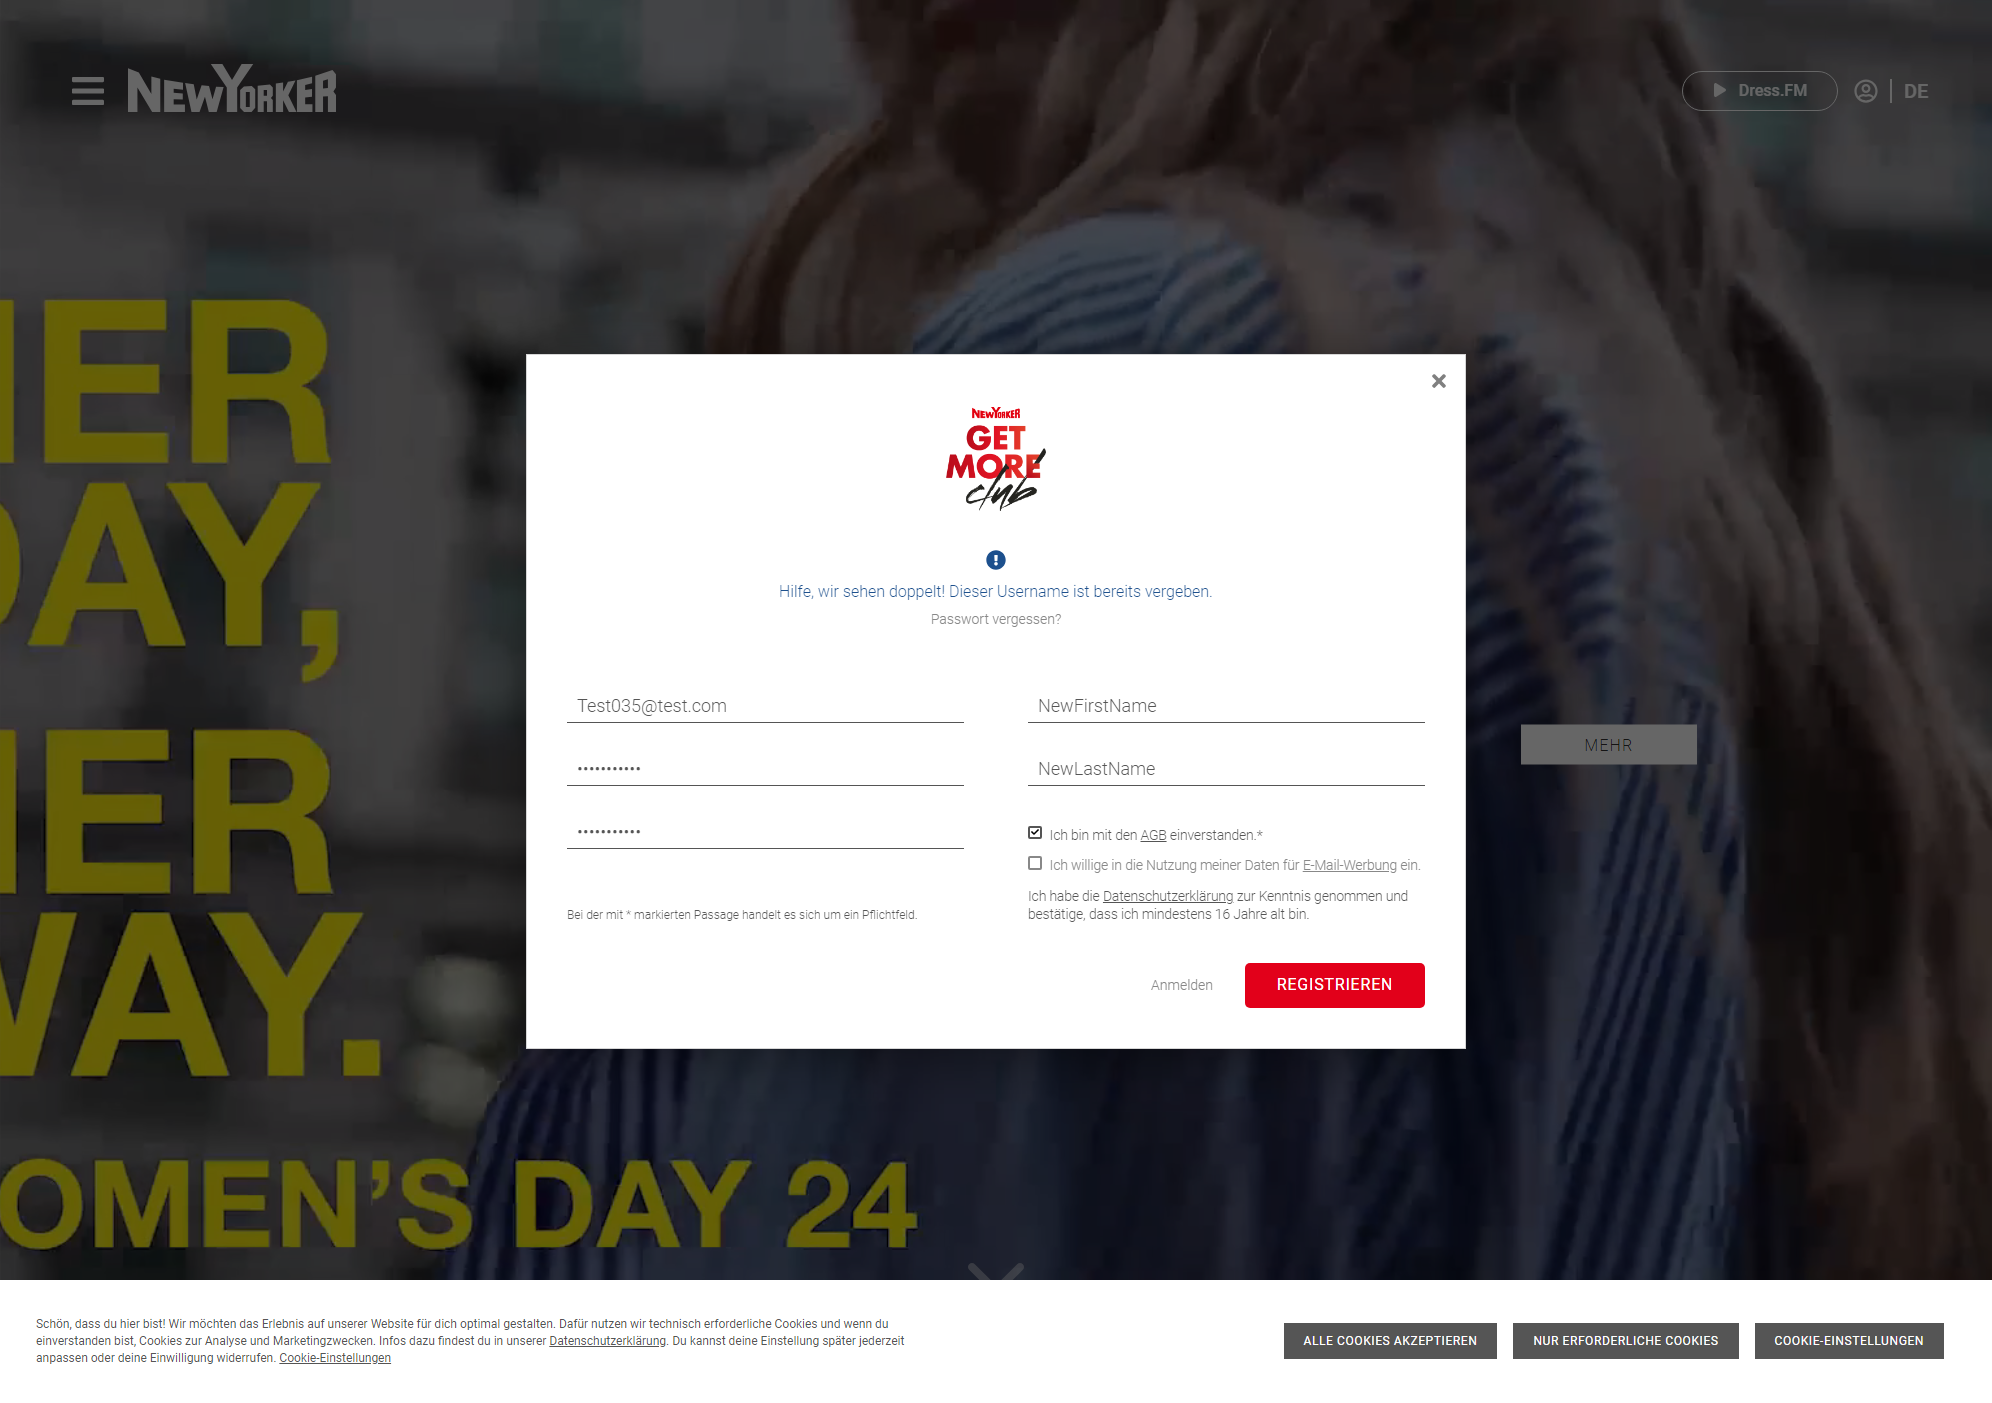 NEWYORKER
Dress.FM
DE
NEWYORKER
GET
MORE
club
Hilfe, wir sehen doppelt! Dieser Username ist bereits vergeben.
Passwort vergessen?
Test035@test.com
NewFirstName
•••••••••••
NewLastName
•••••••••••
Ich bin mit den AGB einverstanden.*
Ich willige in die Nutzung meiner Daten für E-Mail-Werbung ein.
Ich habe die Datenschutzerklärung zur Kenntnis genommen und
bestätige, dass ich mindestens 16 Jahre alt bin.
Bei der mit * markierten Passage handelt es sich um ein Pflichtfeld.
Anmelden
REGISTRIEREN
MEHR
HER
DAY,
HER
WAY.
OMEN'S DAY 24
Schön, dass du hier bist! Wir möchten das Erlebnis auf unserer Website für dich optimal gestalten. Dafür nutzen wir technisch erforderliche Cookies und wenn du
einverstanden bist, Cookies zur Analyse und Marketingzwecken. Infos dazu findest du in unserer Datenschutzerklärung. Du kannst deine Einstellung später jederzeit
anpassen oder deine Einwilligung widerrufen. Cookie-Einstellungen
ALLE COOKIES AKZEPTIEREN
NUR ERFORDERLICHE COOKIES
COOKIE-EINSTELLUNGEN